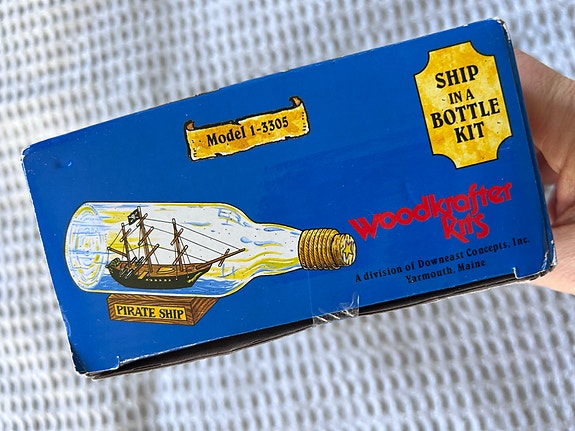 Model 1-3305
SHIP
IN A
BOTTLE
KIT
Woodkrafter
Kits
A division of Downeast Concepts, Inc.
Yarmouth, Maine
PIRATE SHIP